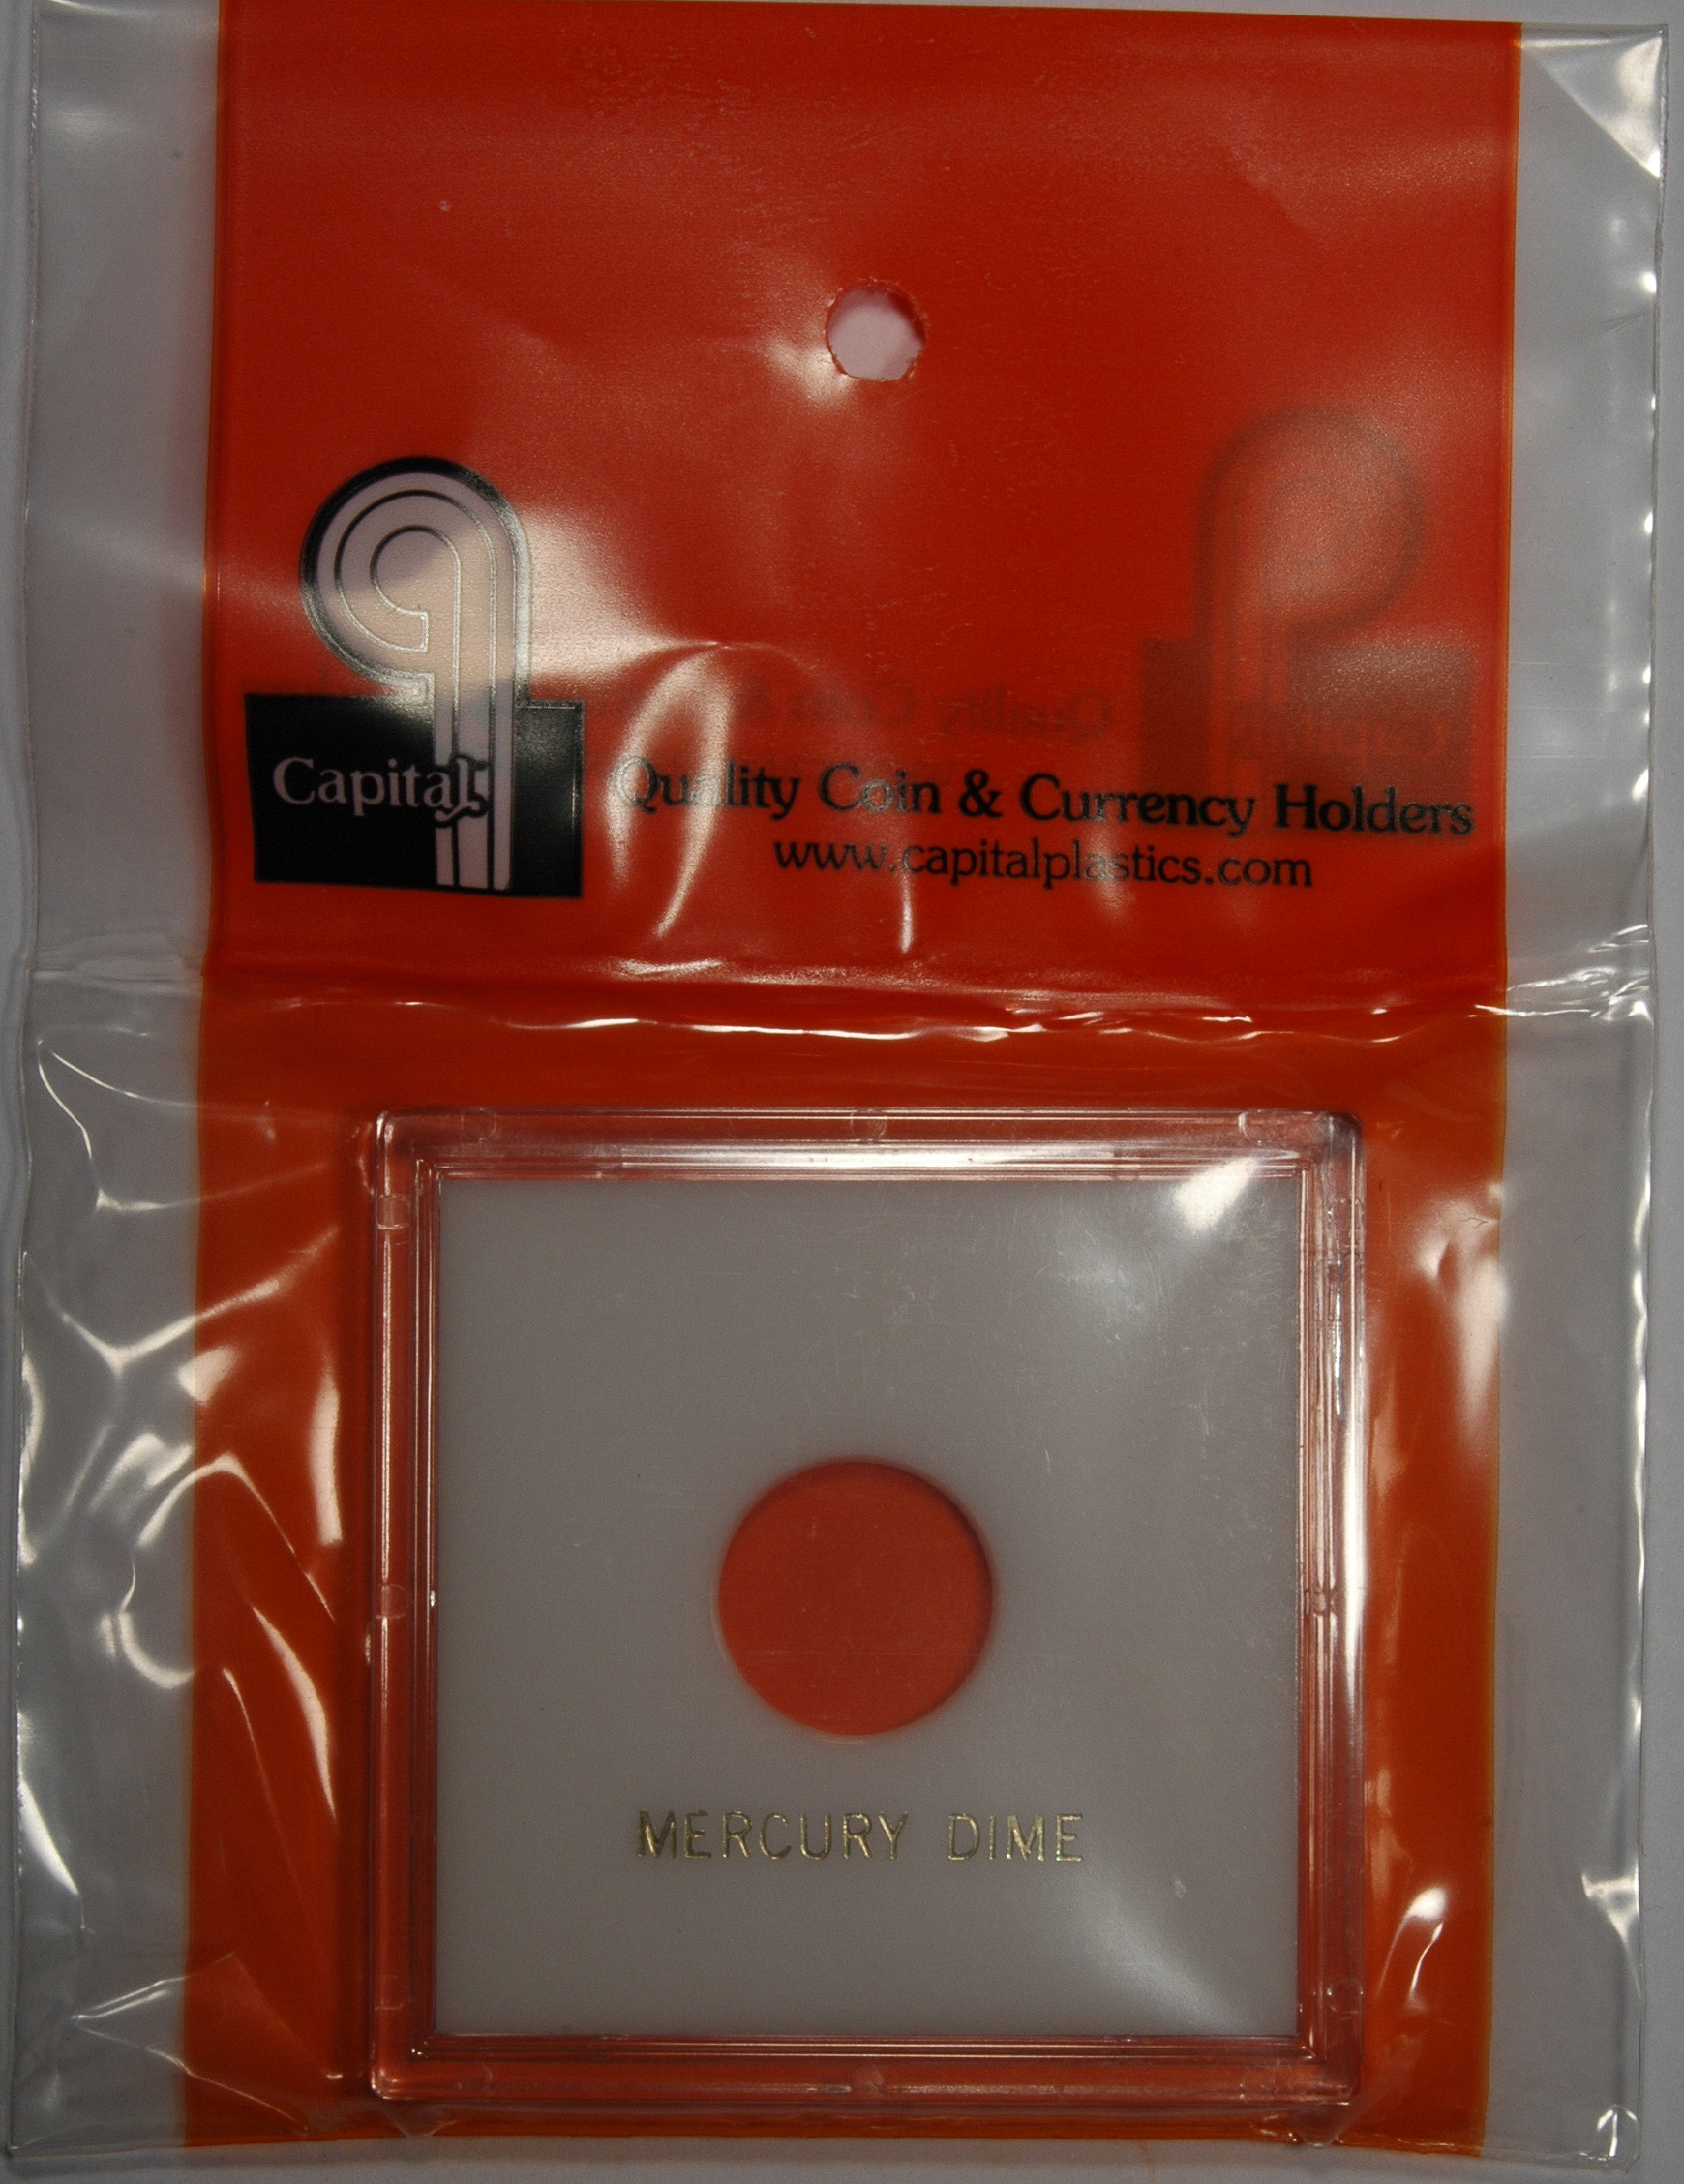 Capital
Quality Coin & Currency Holders
www.capitalplastics.com
MERCURY DIME